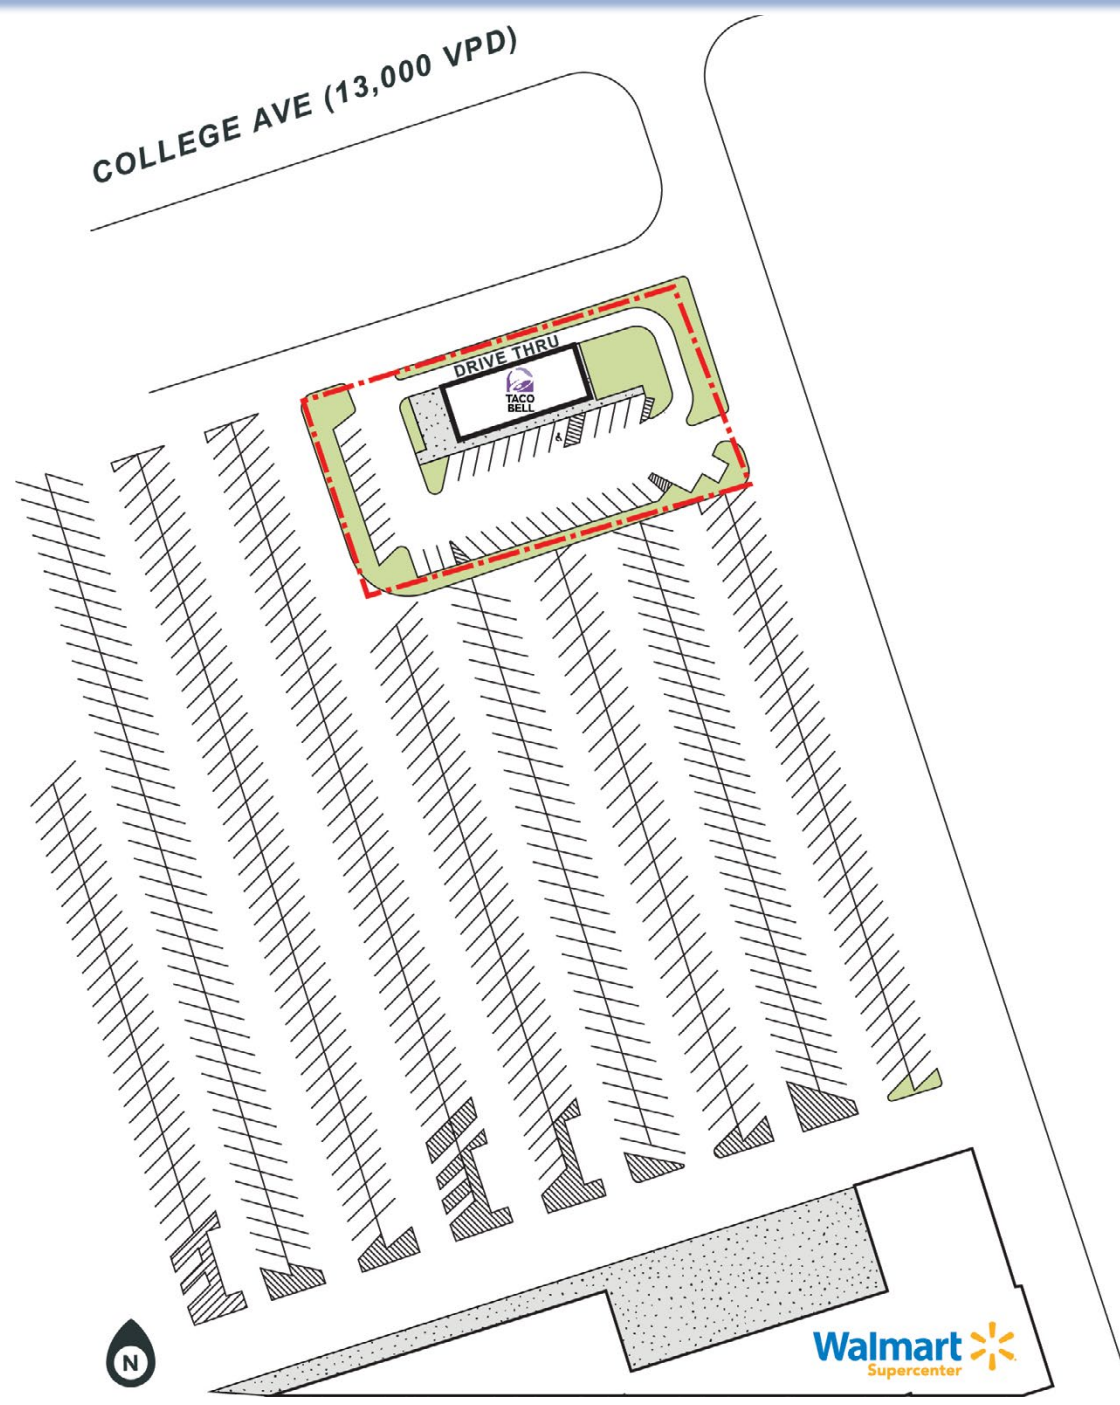 COLLEGE AVE (13,000 VPD)
DRIVE THRU
TACO
BELL
N
Walmart
Supercenter